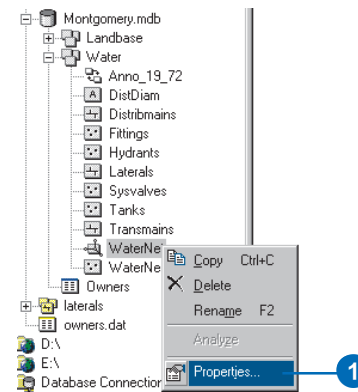 Montgomery.mdb
Landbase
Water
Anno_19_72
A DistDiam
Distribmains
Fittings
Hydrants
Laterals
Sysvalves
Tanks
Transmains
WaterNe
WaterNe
Copy Ctrl+C
Delete
Rename F2
Analyze
Properties...
1
Owners
laterals
owners.dat
D:\
E:\
Database Connection